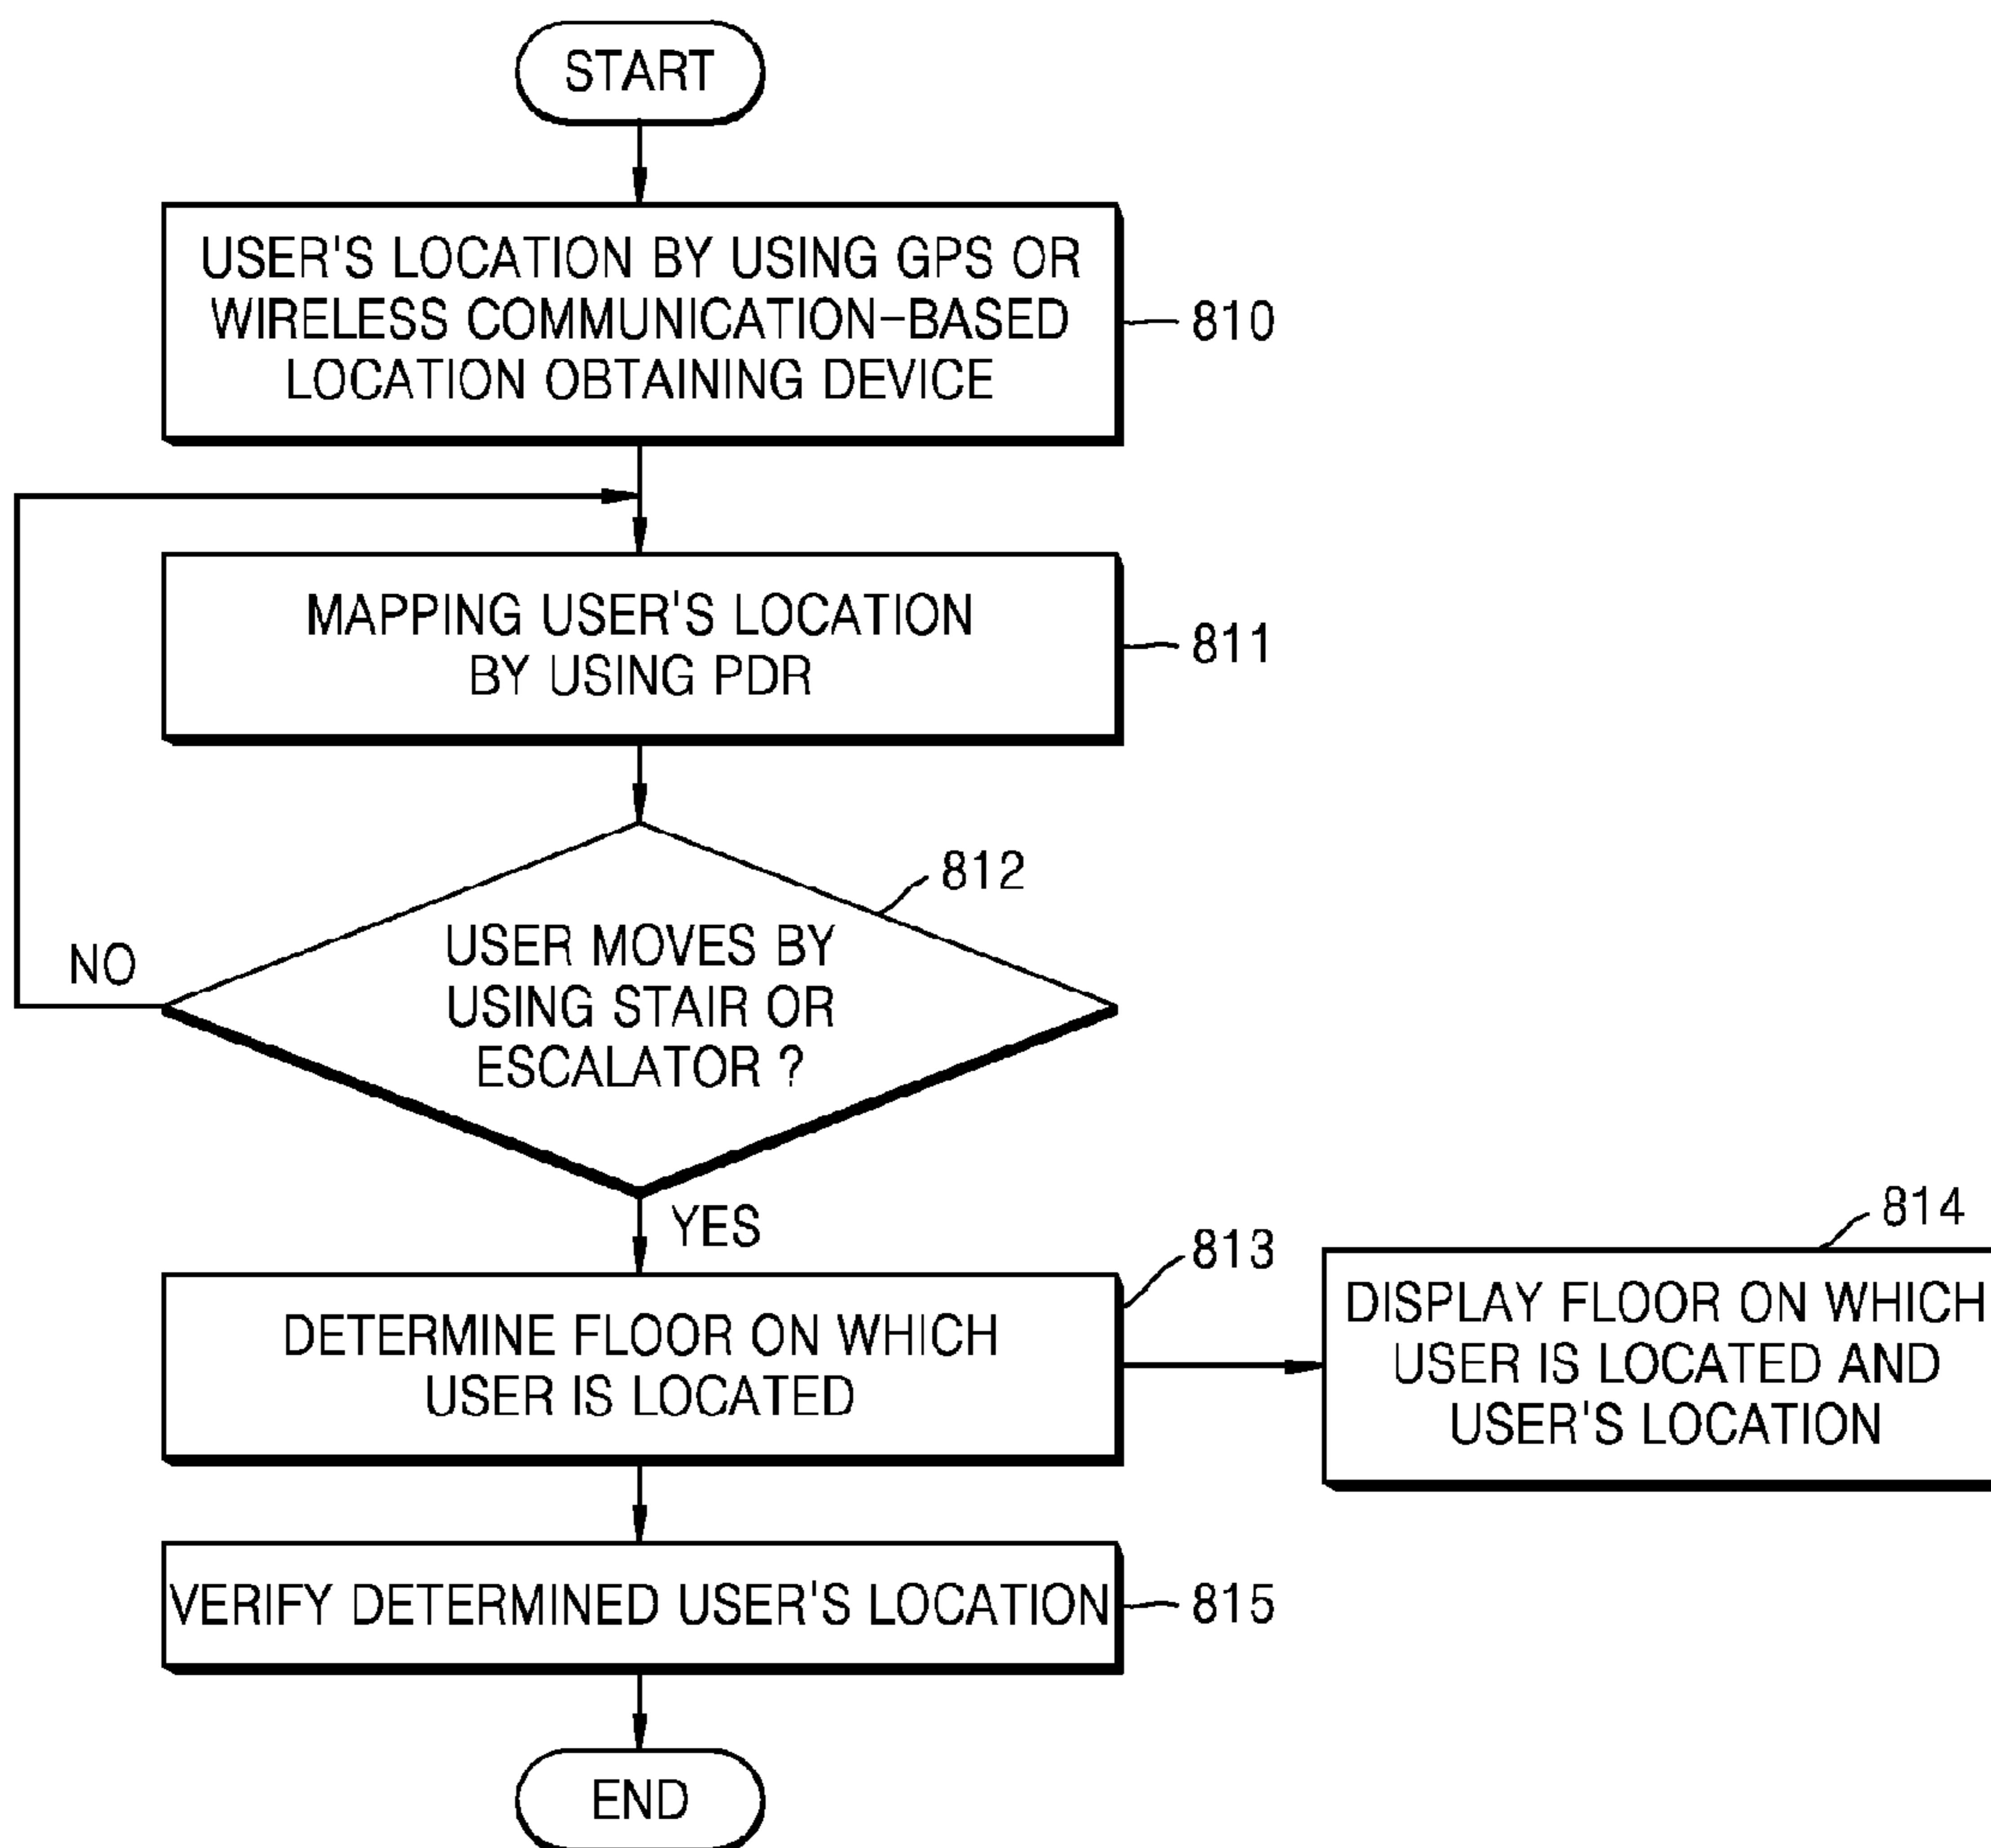 START
USER'S LOCATION BY USING GPS OR
WIRELESS COMMUNICATION-BASED
LOCATION OBTAINING DEVICE
810
MAPPING USER'S LOCATION
BY USING PDR
811
812
USER MOVES BY
USING STAIR OR
ESCALATOR ?
NO
YES
813
DETERMINE FLOOR ON WHICH
USER IS LOCATED
814
DISPLAY FLOOR ON WHICH
USER IS LOCATED AND
USER'S LOCATION
VERIFY DETERMINED USER'S LOCATION
815
END